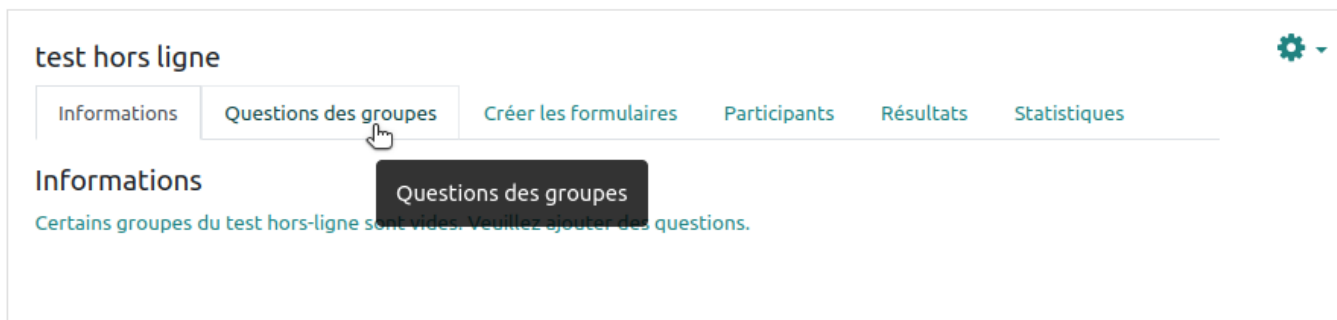 test hors ligne
Informations Questions des groupes Créer les formulaires Participants Résultats Statistiques
Informations
Questions des groupes
Certains groupes du test hors-ligne sont vides. Veuillez ajouter des questions.